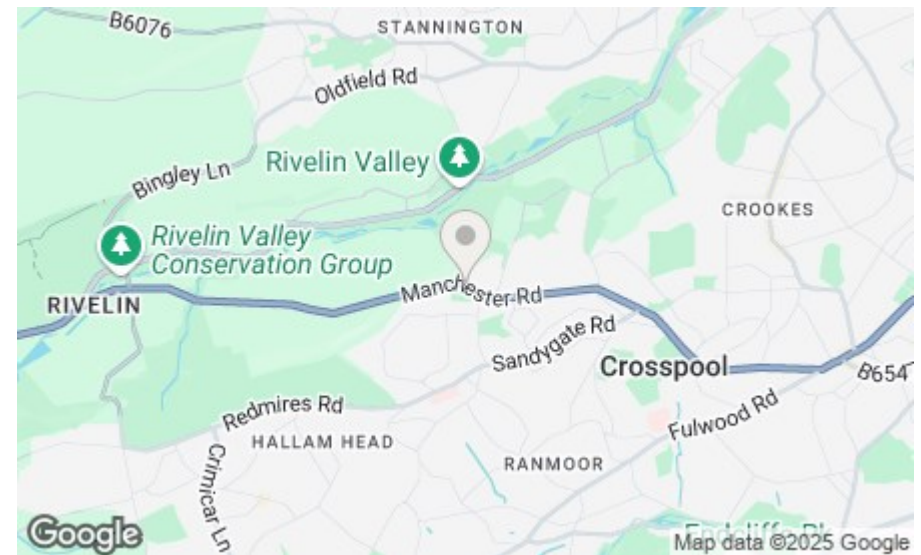 B6076
STANNINGTON
Oldfield Rd
Rivelin Valley
Bingley Ln
CROOKES
Rivelin Valley
Conservation Group
Manchester Rd
RIVELIN
Sandygate Rd
Crosspool
B654
Redmires Rd
Fulwood Rd
HALLAM HEAD
RANMOOR
Crimicar Ln
Google
Map data ©2025 Google